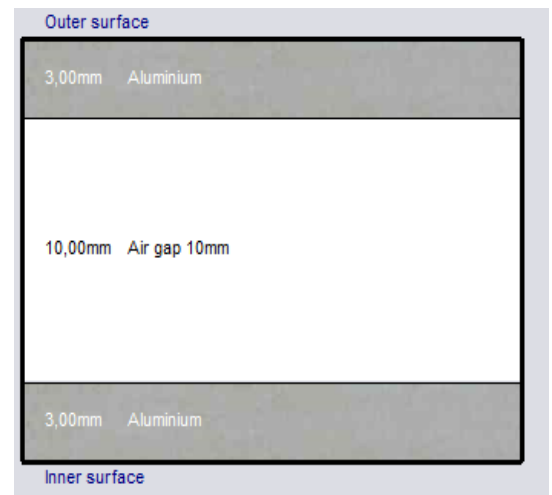 Outer surface
3,00mm Aluminium
10,00mm Air gap 10mm
3,00mm Aluminium
Inner surface